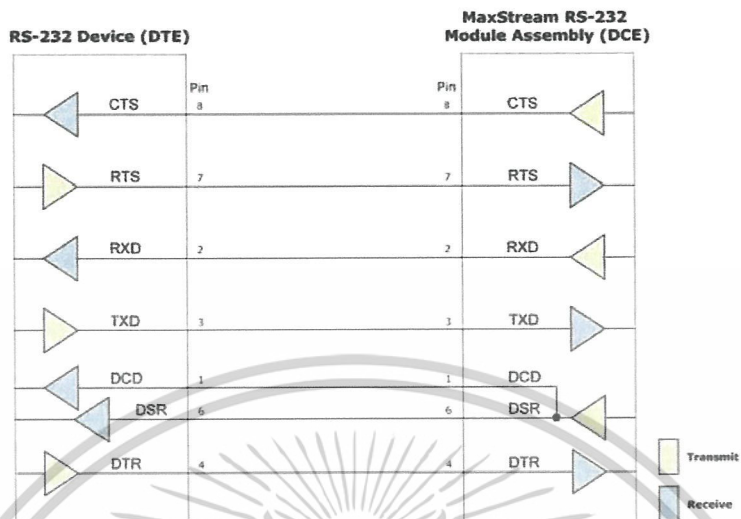 MaxStream RS-232
RS-232 Device (DTE) Module Assembly (DCE)
Pin Pin
CTS 8 8 CTS
RTS 7 7 RTS
RXD 2 2 RXD
TXD 3 3 TXD
DCD 1 1 DCD
DSR 6 6 DSR
DTR 4 4 DTR
Transmit
Receive